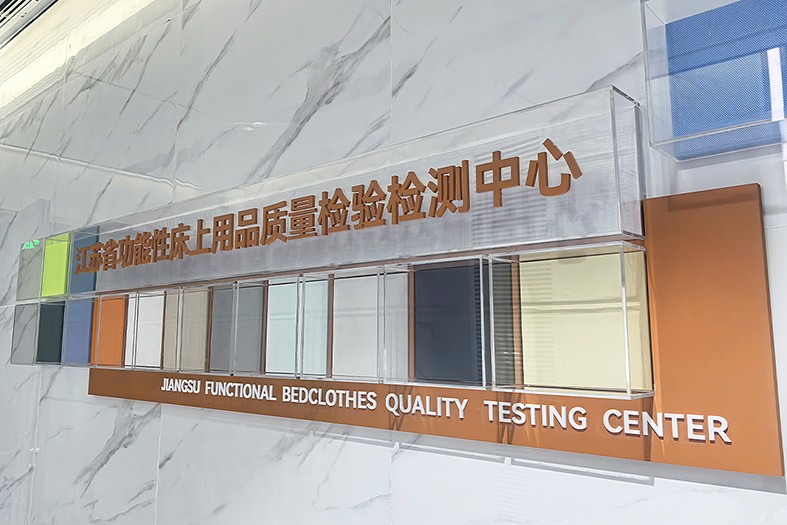 江苏省功能性床上用品质量检验检测中心
JIANGSU FUNCTIONAL BEDCLOTHES QUALITY TESTING CENTER